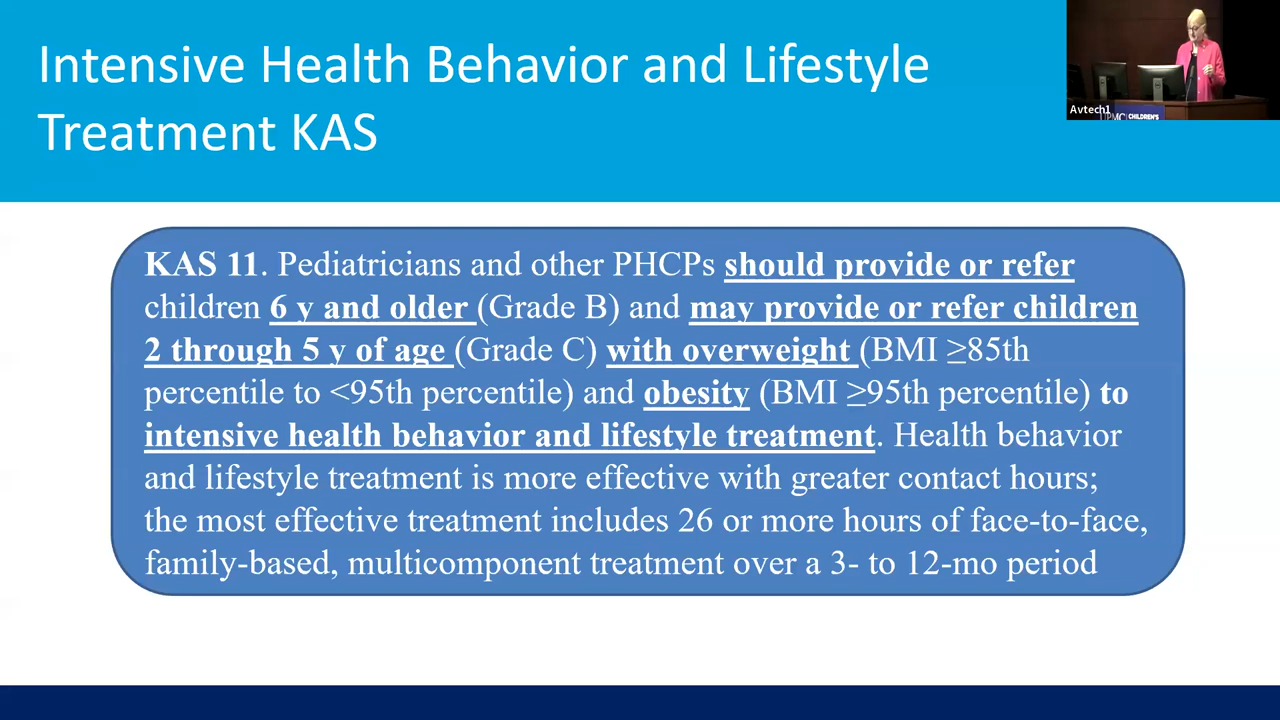 Intensive Health Behavior and Lifestyle
Treatment KAS
Avtech1
UPMC CHILDREN'S
KAS 11. Pediatricians and other PHCPs should provide or refer
children 6 y and older (Grade B) and may provide or refer children
2 through 5 y of age (Grade C) with overweight (BMI ≥85th
percentile to <95th percentile) and obesity (BMI ≥95th percentile) to
intensive health behavior and lifestyle treatment. Health behavior
and lifestyle treatment is more effective with greater contact hours;
the most effective treatment includes 26 or more hours of face-to-face,
family-based, multicomponent treatment over a 3- to 12-mo period